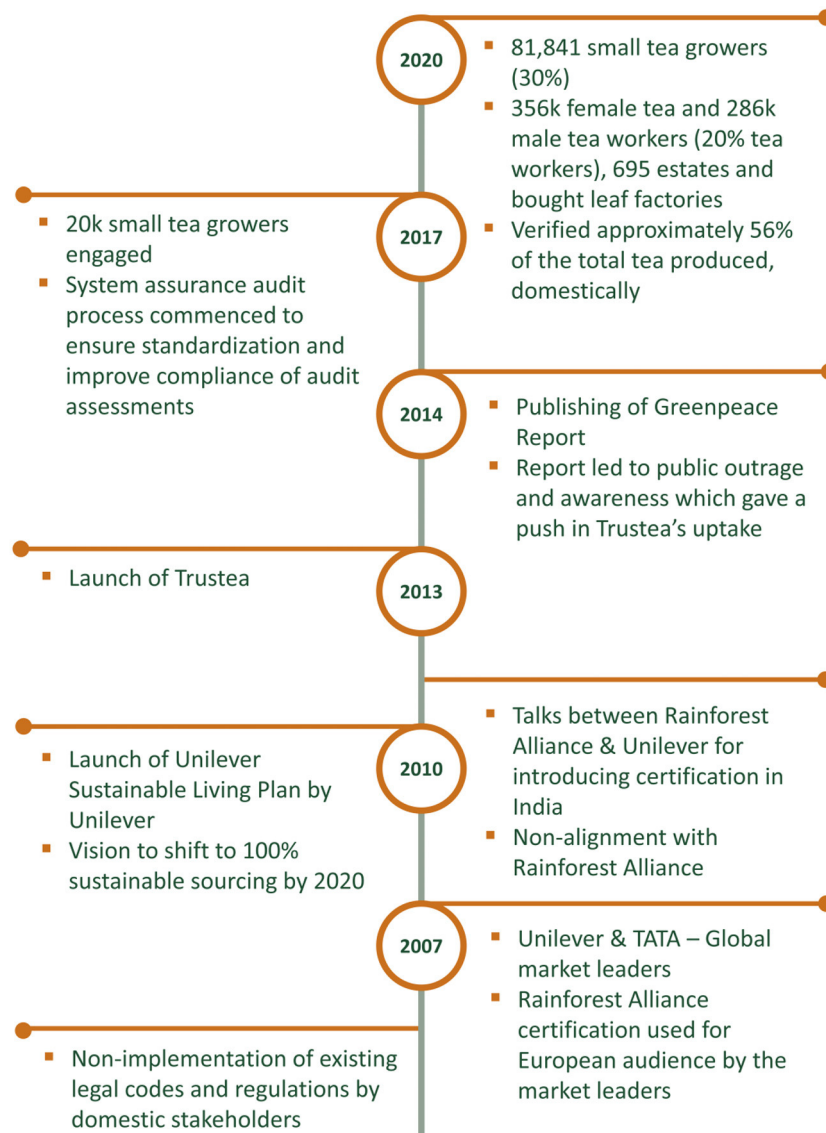 2020
▪ 81,841 small tea growers
(30%)
▪ 356k female tea and 286k
male tea workers (20% tea
workers), 695 estates and
bought leaf factories
▪ Verified approximately 56%
of the total tea produced,
domestically
2017
▪ 20k small tea growers
engaged
▪ System assurance audit
process commenced to
ensure standardization and
improve compliance of audit
assessments
2014
▪ Publishing of Greenpeace
Report
▪ Report led to public outrage
and awareness which gave a
push in Trustea’s uptake
2013
▪ Launch of Trustea
▪ Talks between Rainforest
Alliance & Unilever for
introducing certification in
India
▪ Non-alignment with
Rainforest Alliance
2010
▪ Launch of Unilever
Sustainable Living Plan by
Unilever
▪ Vision to shift to 100%
sustainable sourcing by 2020
2007
▪ Unilever & TATA – Global
market leaders
▪ Rainforest Alliance
certification used for
European audience by the
market leaders
▪ Non-implementation of existing
legal codes and regulations by
domestic stakeholders